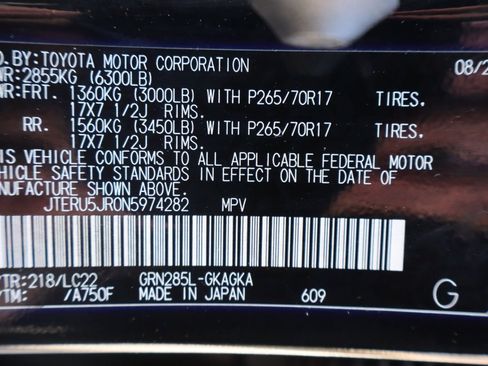 D.BY:TOYOTA MOTOR CORPORATION 08/2
WR:2855KG (6300LB)
WR:FRT. 1360KG (3000LB) WITH P265/70R17 TIRES,
17X7 1/2J RIMS.
RR. 1560KG (3450LB) WITH P265/70R17 TIRES,
17X7 1/2J RIMS.
IS VEHICLE CONFORMS TO ALL APPLICABLE FEDERAL MOTOR
EHICLE SAFETY STANDARDS IN EFFECT ON THE DATE OF
NUFACTURE SHOWN ABOVE.
JTERU5JR0N5974282 MPV
/TR:218/LC22 GRN285L-GKAGKA
/TM: /A750F MADE IN JAPAN 609 G